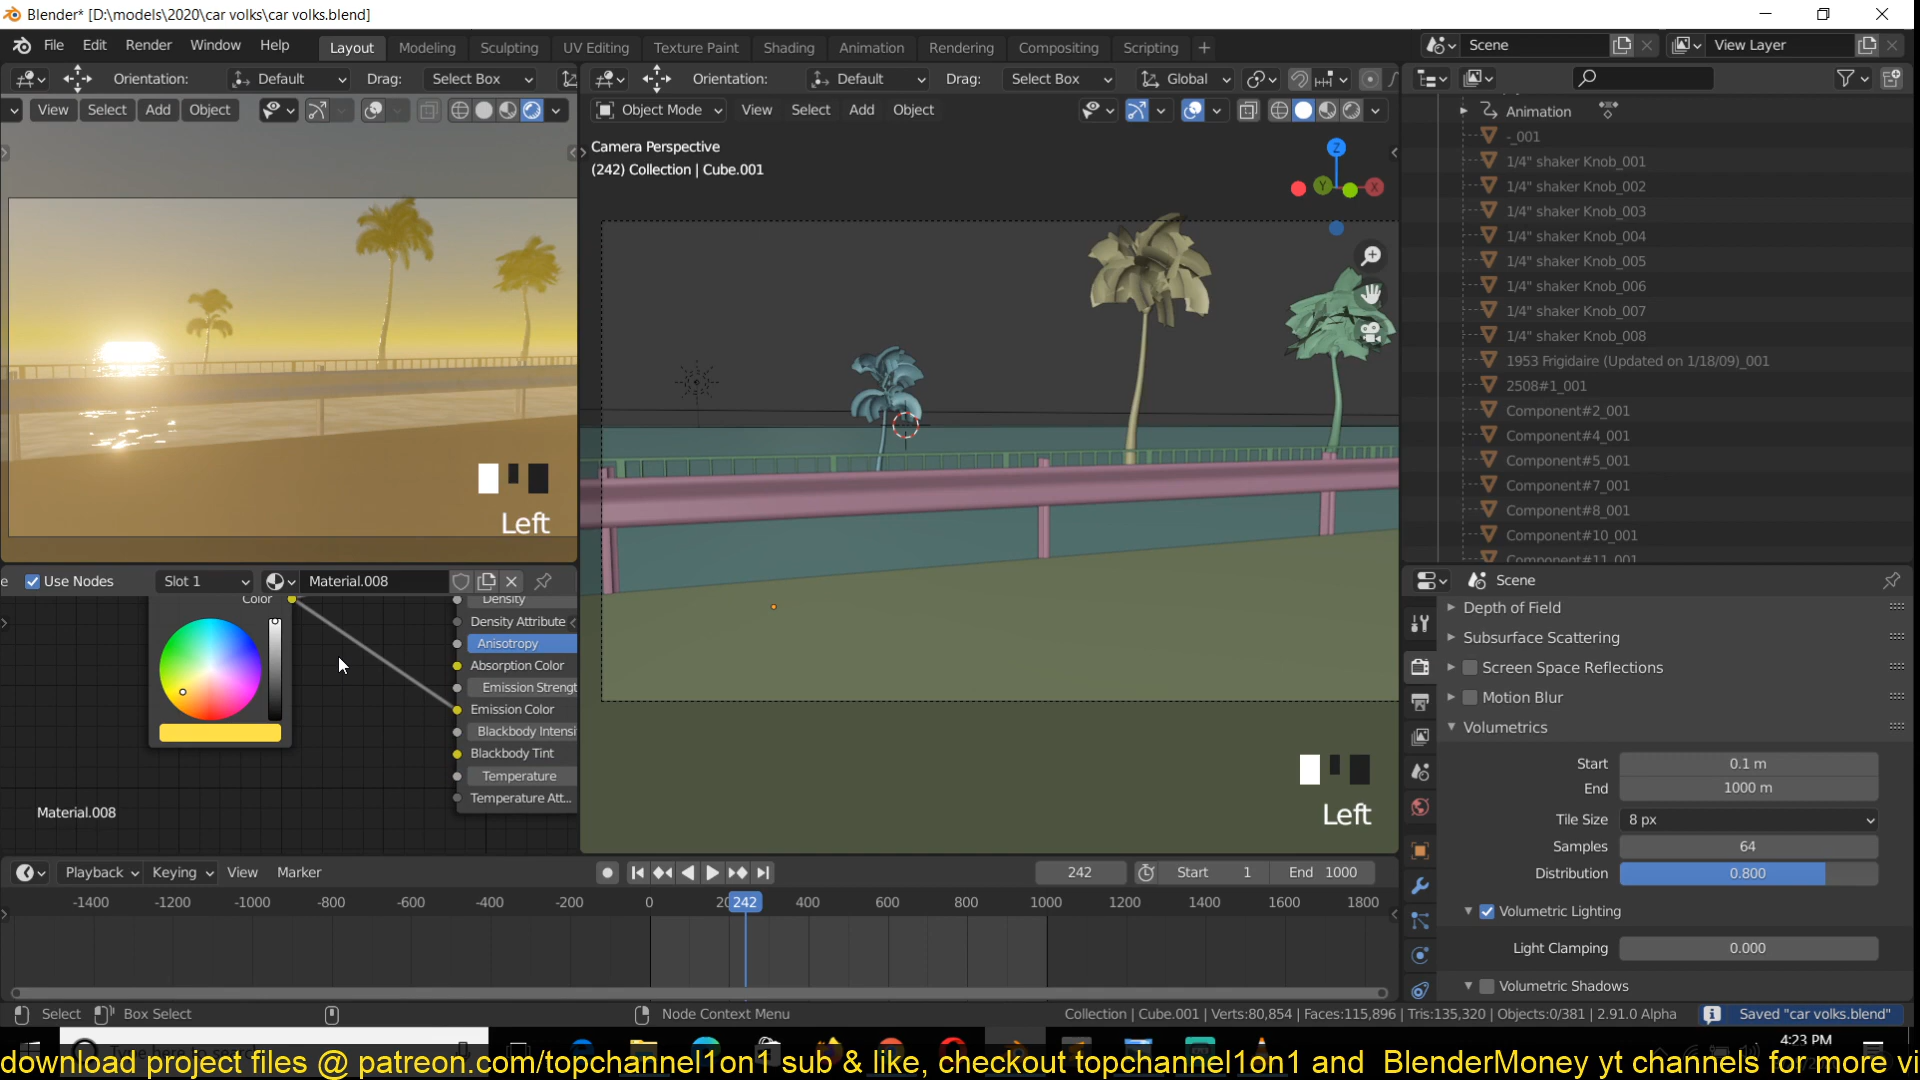 Blender* [D:\models\2020\car volks\car volks.blend]
File Edit Render Window Help Layout Modeling Sculpting UV Editing Texture Paint Shading Animation Rendering Compositing Scripting + Scene View Layer
Orientation: Default Drag: Select Box Orientation: Default Drag: Select Box Global
View Select Add Object Object Mode View Select Add Object
Camera Perspective
(242) Collection | Cube.001
Z
Y
X
Left
Left
Animation
-_001
1/4" shaker Knob_001
1/4" shaker Knob_002
1/4" shaker Knob_003
1/4" shaker Knob_004
1/4" shaker Knob_005
1/4" shaker Knob_006
1/4" shaker Knob_007
1/4" shaker Knob_008
1953 Frigidaire (Updated on 1/18/09)_001
2508#1_001
Component#2_001
Component#4_001
Component#5_001
Component#7_001
Component#8_001
Component#10_001
Component#11_001
e Use Nodes Slot 1 Material.008
Color
Density
Density Attribute
Anisotropy
Absorption Color
Emission Strengt
Emission Color
Blackbody Intensi
Blackbody Tint
Temperature
Temperature Att...
Material.008
Scene
Depth of Field
Subsurface Scattering
Screen Space Reflections
Motion Blur
Volumetrics
Start 0.1 m
End 1000 m
Tile Size 8 px
Samples 64
Distribution 0.800
Volumetric Lighting
Light Clamping 0.000
Volumetric Shadows
Playback Keying View Marker 242 Start 1 End 1000
-1400 -1200 -1000 -800 -600 -400 -200 0 20 242 400 600 800 1000 1200 1400 1600 1800
Select Box Select Node Context Menu Collection | Cube.001 | Verts:80,854 | Faces:115,896 | Tris:135,320 | Objects:0/381 | 2.91.0 Alpha Saved "car volks.blend"
4:23 PM
download project files @ patreon.com/topchannel1on1 sub & like, checkout topchannel1on1 and BlenderMoney yt channels for more vi